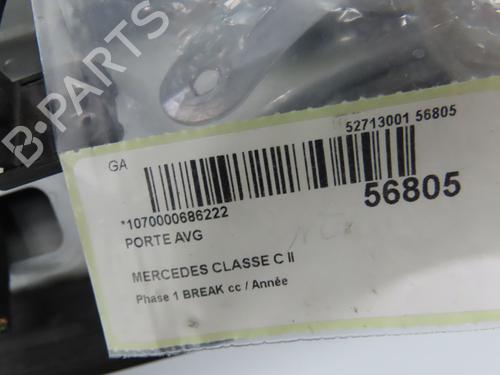 B-PARTS
52713001 56805
GA
56805
*1070000686222
PORTE AVG
MERCEDES CLASSE C II
Phase 1 BREAK cc / Année